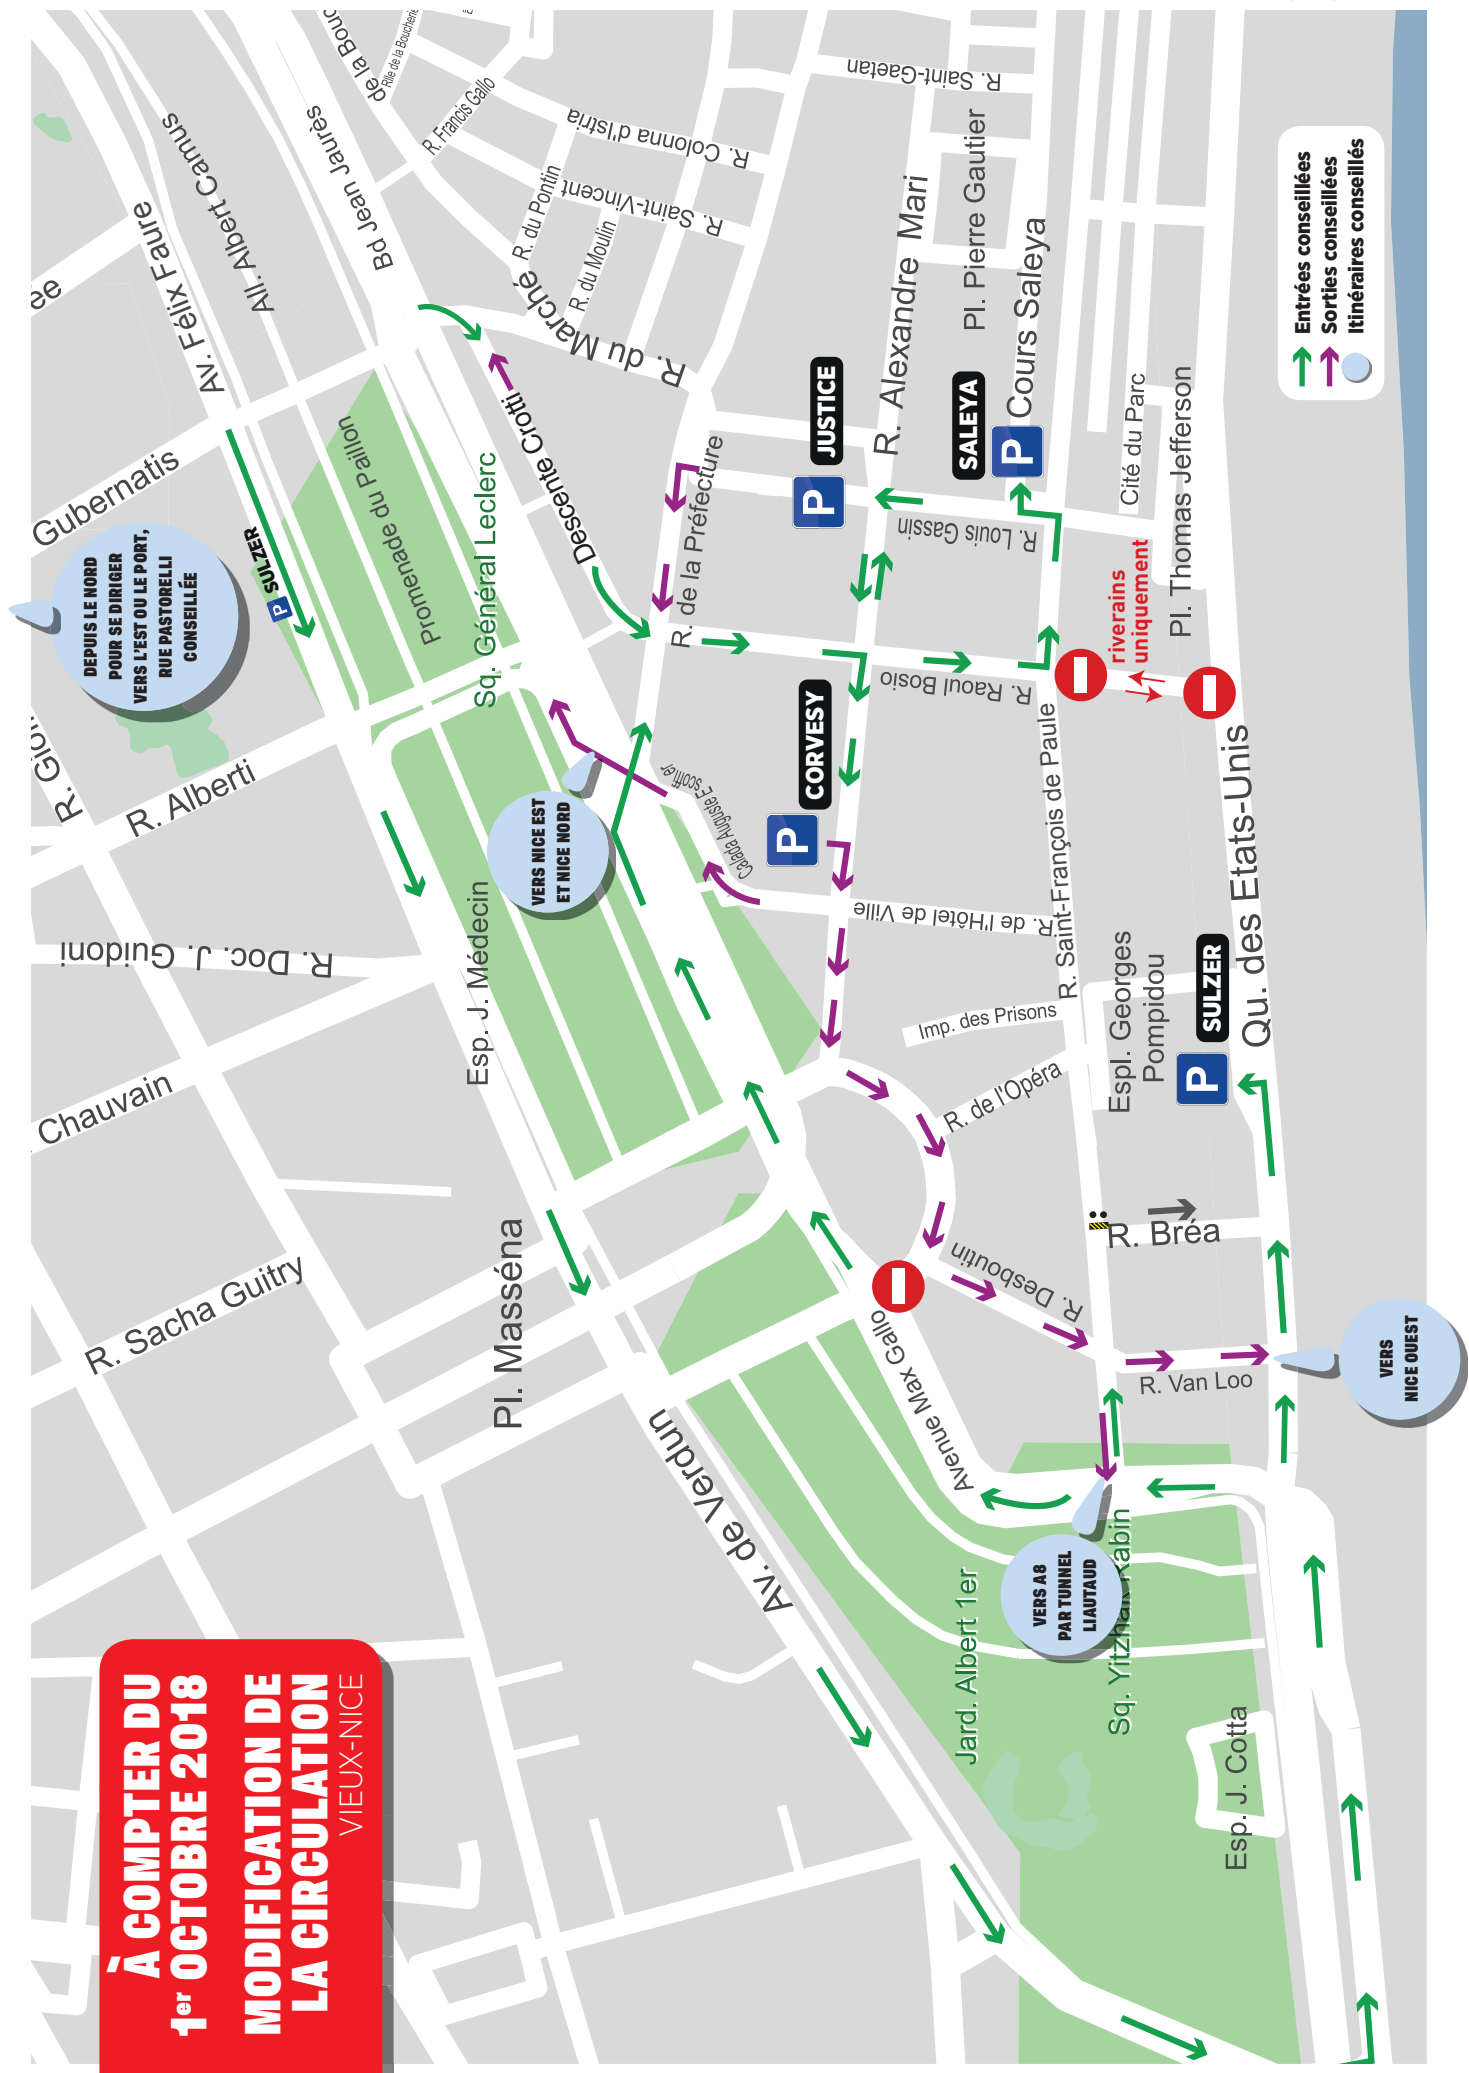 À COMPTER DU
1er OCTOBRE 2018
MODIFICATION DE
LA CIRCULATION
VIEUX-NICE
DEPUIS LE NORD
POUR SE DIRIGER
VERS L'EST OU LE PORT,
RUE PASTORELLI
CONSEILLÉE
P SULZER
Gubernatis
Av. Félix Faure
All. Albert Camus
Bd Jean Jaurès
R. Francis Gallo
R. Colonna d'Istria
R. Saint-Vincent
R. du Pontin
R. du Moulin
R. du Marché
R. Saint-Gaetan
R. Alexandre Mari
Pl. Pierre Gautier
Cours Saleya
Cité du Parc
Pl. Thomas Jefferson
Entrées conseillées
Sorties conseillées
Itinéraires conseillés
Promenade du Paillon
Sq. Général Leclerc
Descente Crotti
R. de la Préfecture
P
JUSTICE
P
SALEYA
R. Louis Gassin
R. Raoul Bosio
riverains
uniquement
R. Alberti
R. Doc. J. Guidoni
Chauvain
R. Sacha Guitry
Esp. J. Médecin
Pl. Masséna
VERS NICE EST
ET NICE NORD
Calada Auguste Escoffier
P
CORVESY
R. de l'Hôtel de Ville
R. Saint-François de Paule
Qu. des Etats-Unis
Imp. des Prisons
R. de l'Opéra
Espl. Georges
Pompidou
P
SULZER
R. Bréa
R. Desboutin
R. Van Loo
Avenue Max Gallo
Av. de Verdun
VERS
NICE OUEST
VERS A8
PAR TUNNEL
LIAUTAUD
Jard. Albert 1er
Sq. Yitzhak Rabin
Esp. J. Cotta